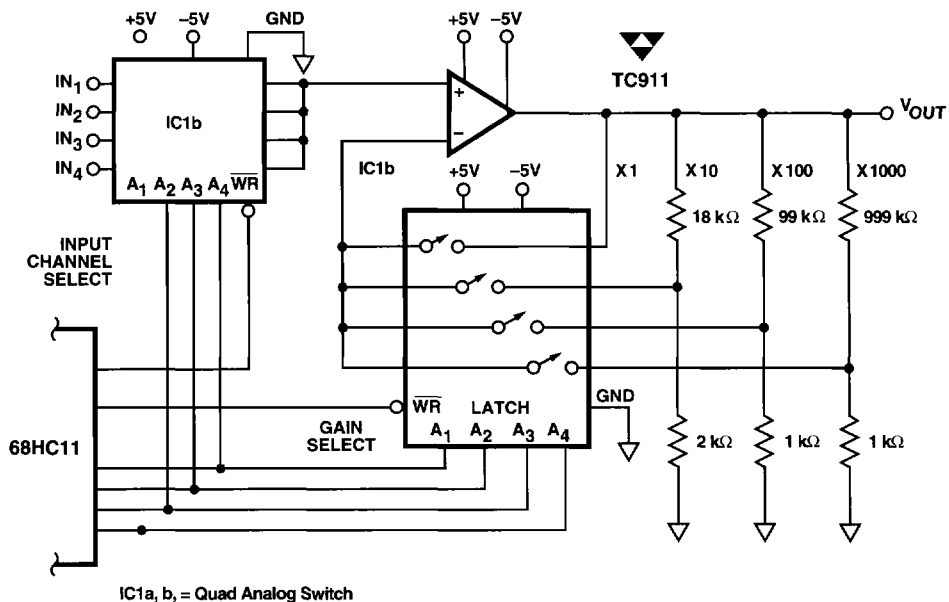 +5V
–5V
GND
IN1
IN2
IN3
IN4
IC1b
A1 A2 A3 A4 WR
INPUT
CHANNEL
SELECT
+5V
–5V
+
–
TC911
VOUT
IC1b
+5V
–5V
X1
X10
X100
X1000
18 kΩ
99 kΩ
999 kΩ
WR
LATCH
A1 A2 A3 A4
GND
GAIN
SELECT
68HC11
2 kΩ
1 kΩ
1 kΩ
IC1a, b, = Quad Analog Switch